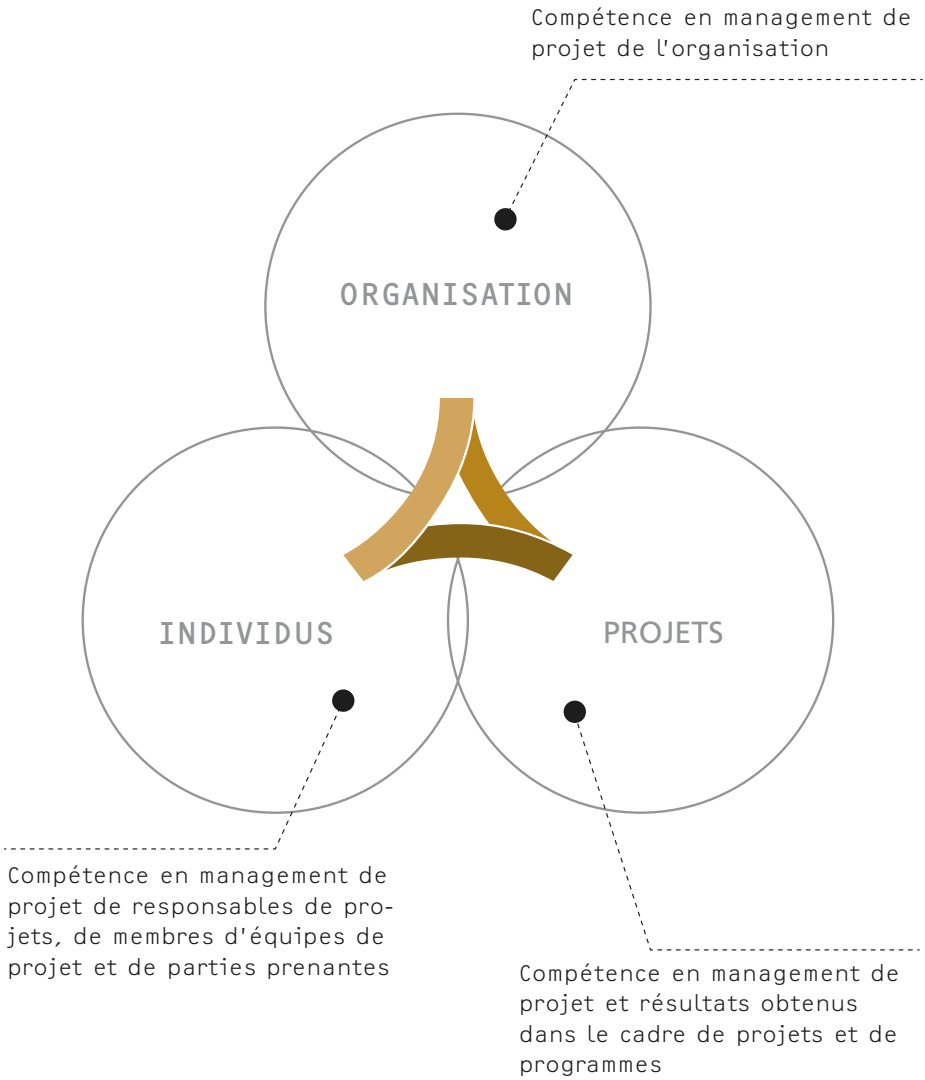 Compétence en management de
projet de l'organisation
ORGANISATION
INDIVIDUS
PROJETS
Compétence en management de
projet de responsables de pro-
jets, de membres d'équipes de
projet et de parties prenantes
Compétence en management de
projet et résultats obtenus
dans le cadre de projets et de
programmes